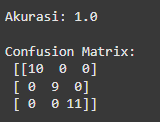 Akurasi: 1.0
Confusion Matrix:
[[10 0 0]
[ 0 9 0]
[ 0 0 11]]